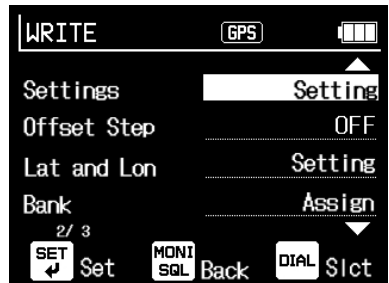 WRITE GPS
Settings Setting
Offset Step OFF
Lat and Lon Setting
Bank Assign
2/ 3
SET Set MONI SQL Back DIAL Slct